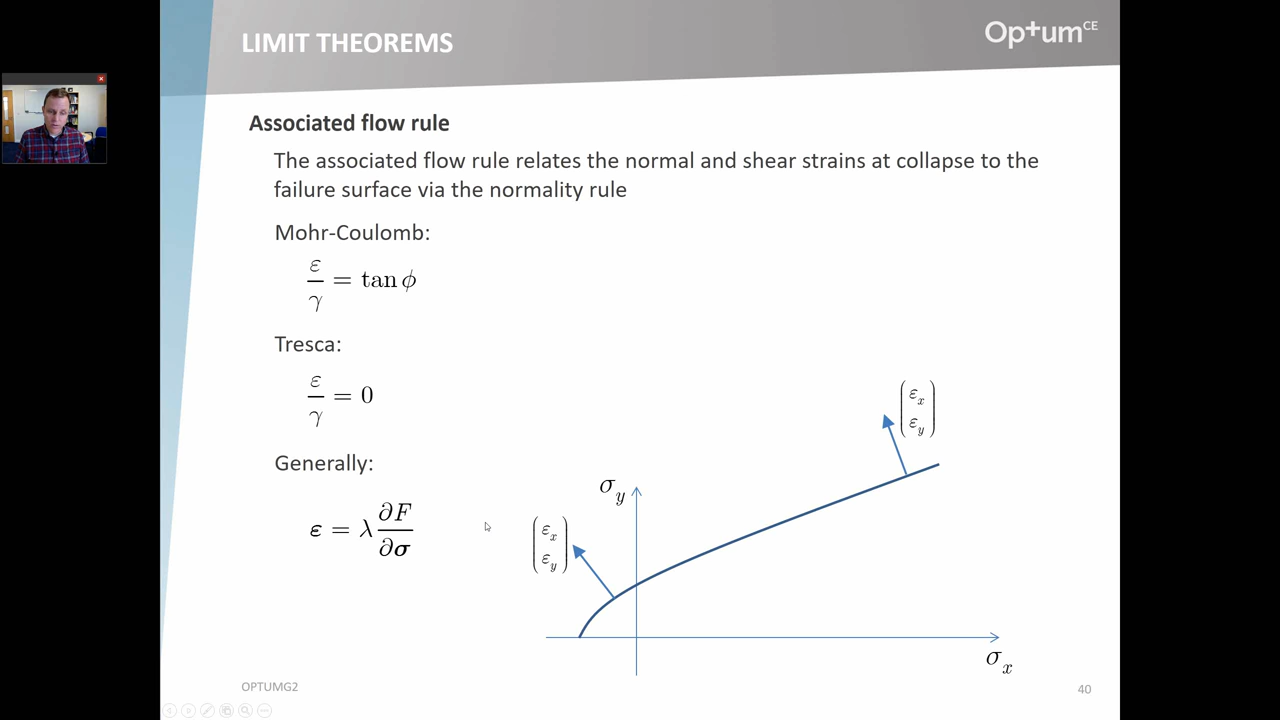 LIMIT THEOREMS
Op+um CE
Associated flow rule
The associated flow rule relates the normal and shear strains at collapse to the
failure surface via the normality rule
Mohr-Coulomb:
ε/γ = tan ϕ
Tresca:
ε/γ = 0
Generally:
ε = λ ∂F/∂σ
(εx εy)
σy
(εx εy)
σx
OPTUMG2
40